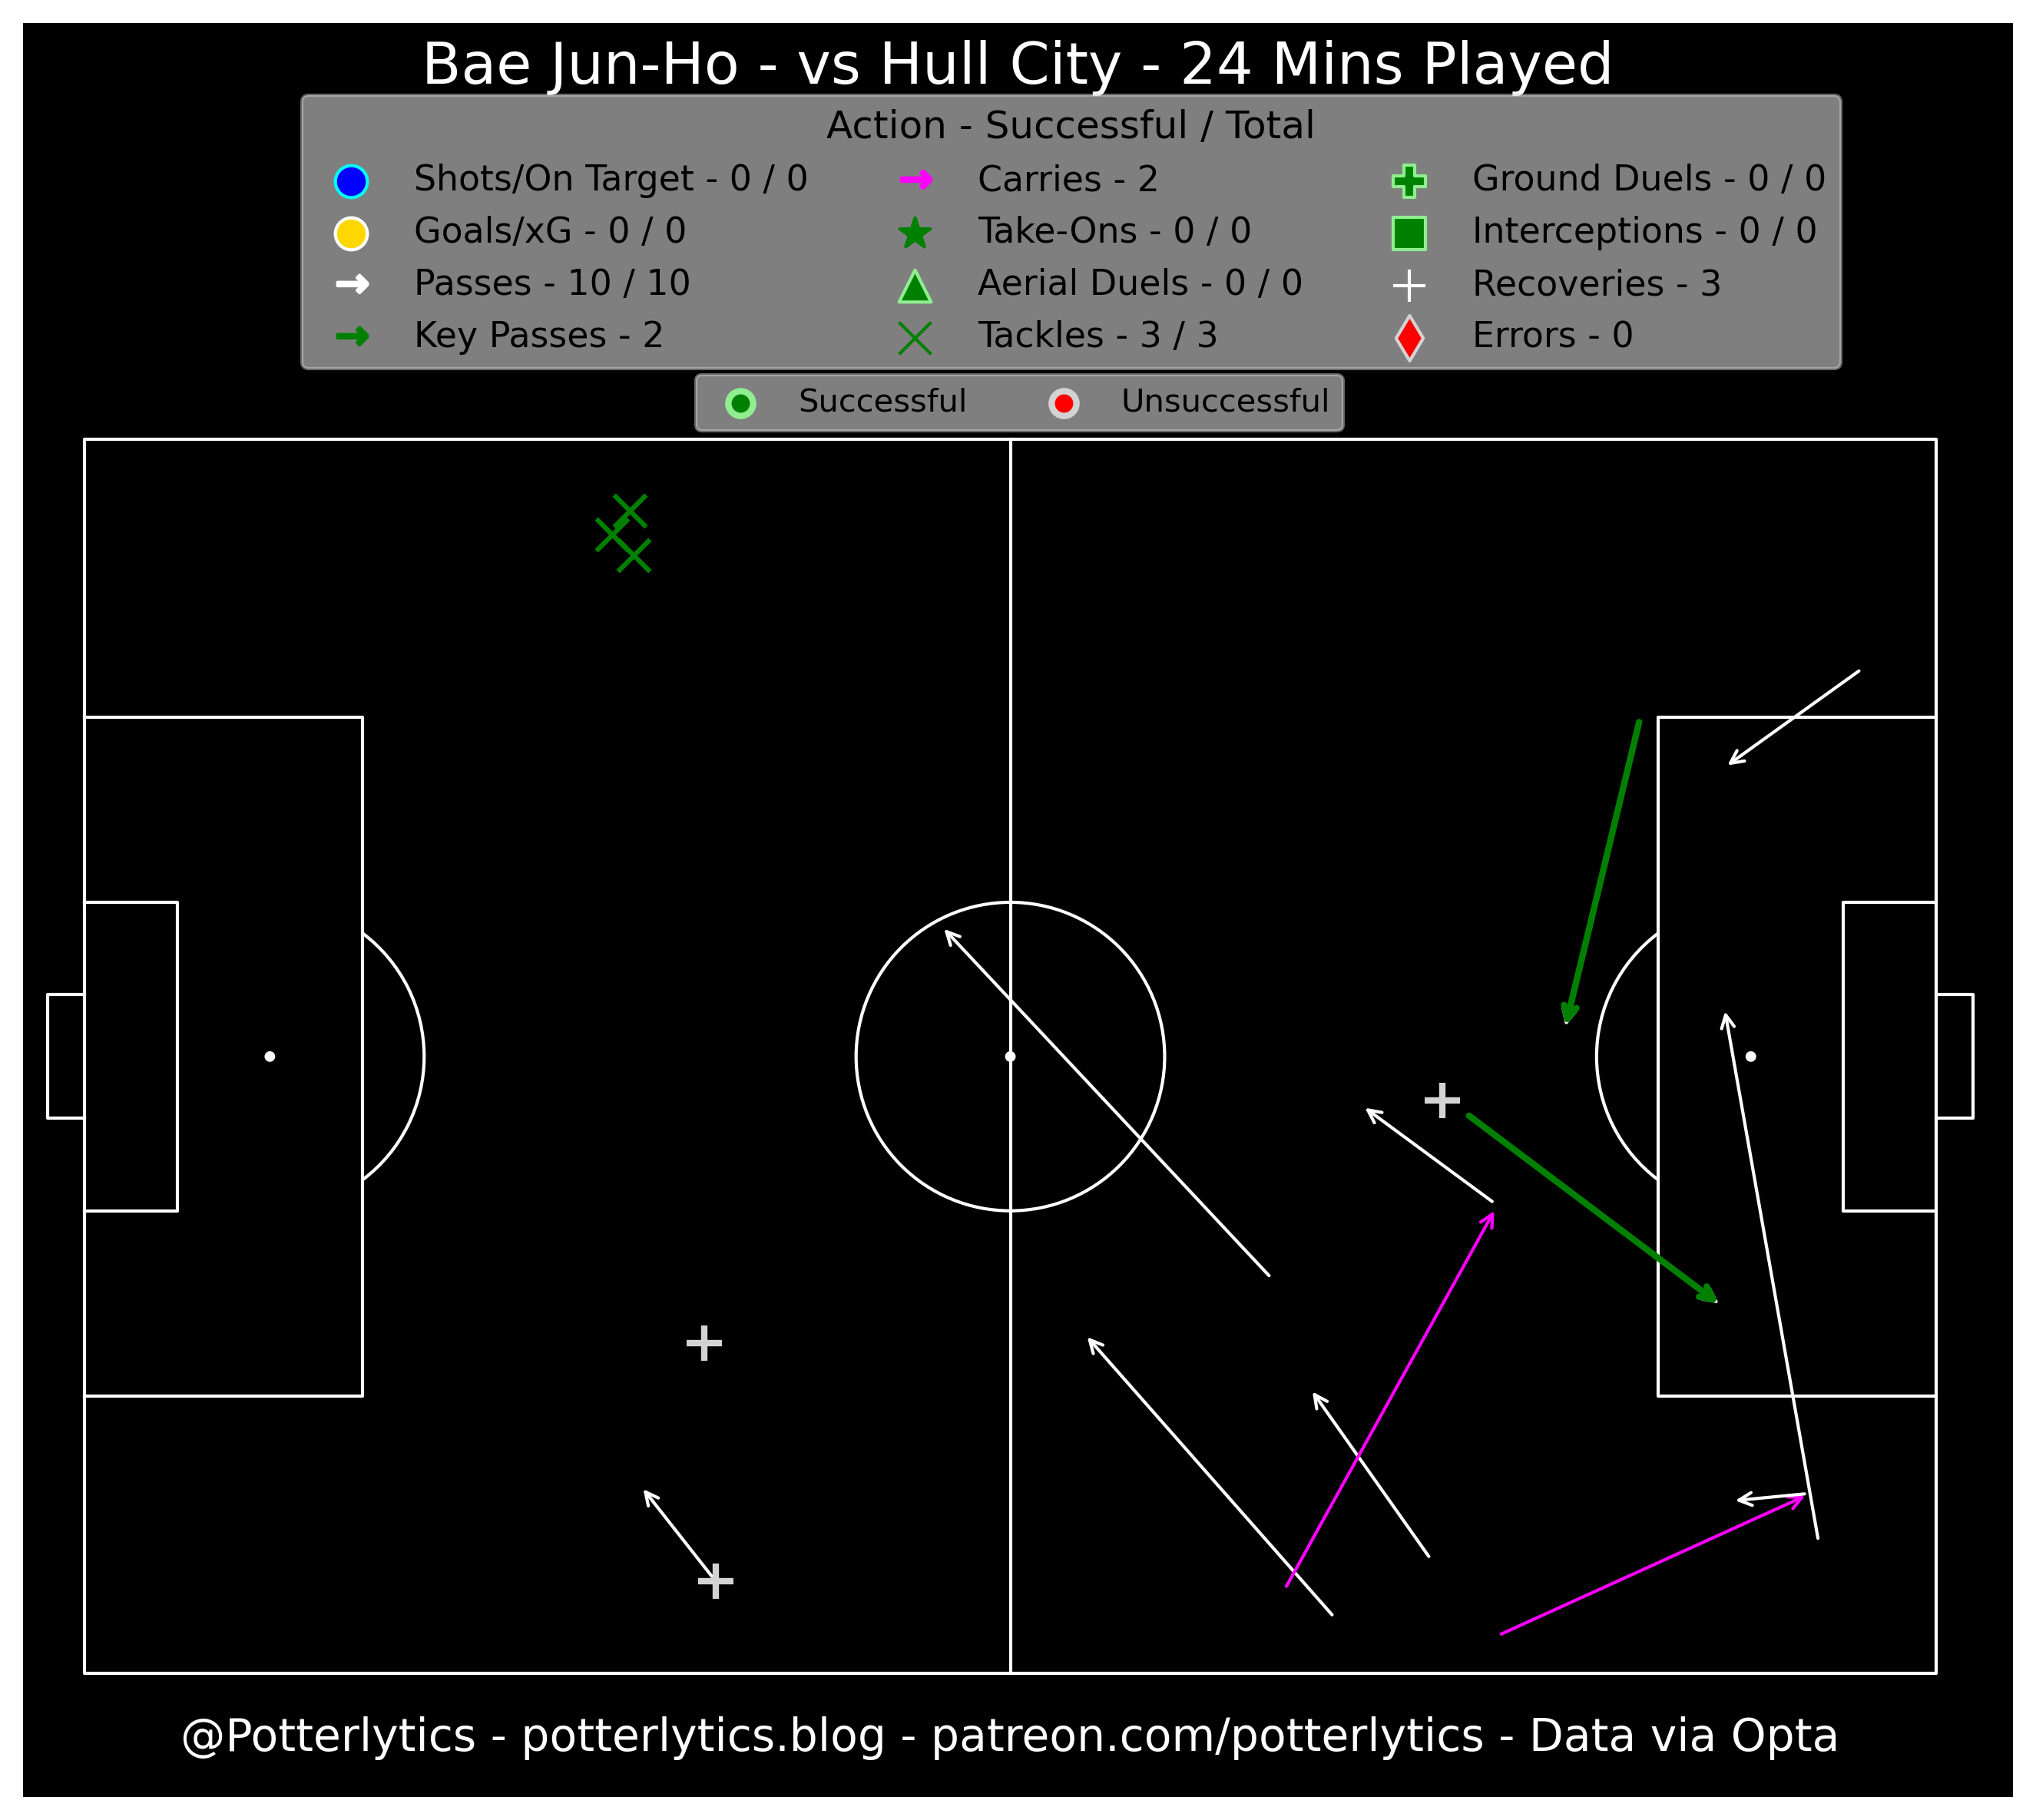 Bae Jun-Ho - vs Hull City - 24 Mins Played
Action - Successful / Total
Shots/On Target - 0 / 0
Goals/xG - 0 / 0
Passes - 10 / 10
Key Passes - 2
Carries - 2
Take-Ons - 0 / 0
Aerial Duels - 0 / 0
Tackles - 3 / 3
Ground Duels - 0 / 0
Interceptions - 0 / 0
Recoveries - 3
Errors - 0
Successful
Unsuccessful
@Potterlytics - potterlytics.blog - patreon.com/potterlytics - Data via Opta